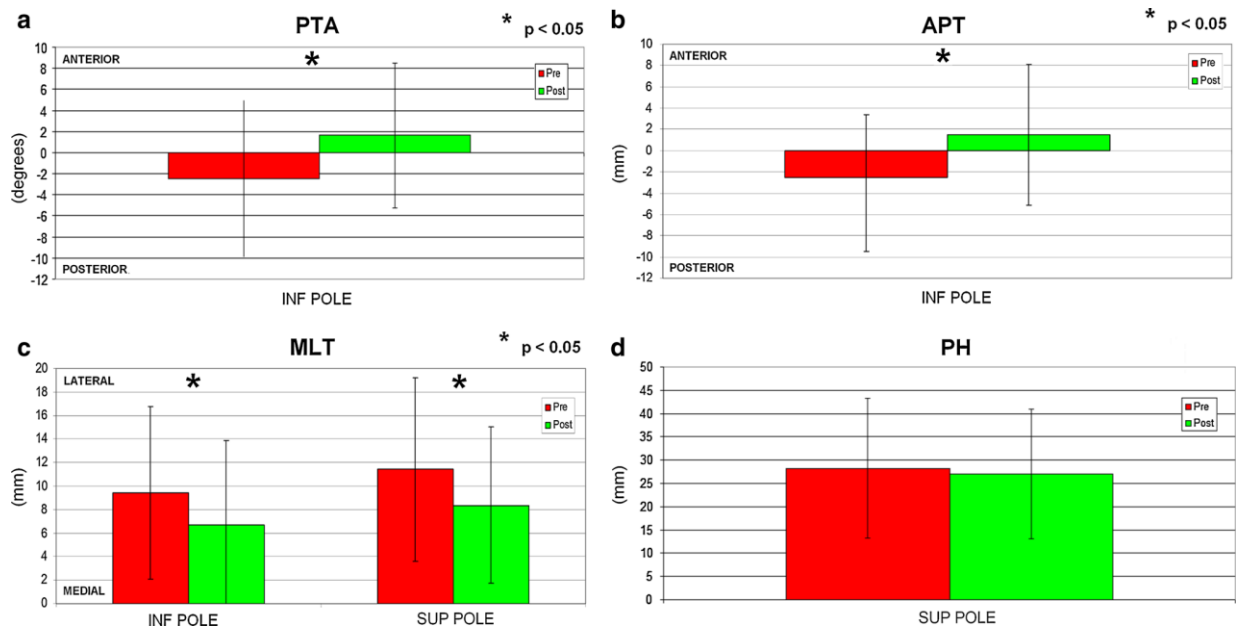 a
PTA
* p < 0.05
10
8
6
4
2
0
-2
-4
-6
-8
-10
-12
(degrees)
ANTERIOR
*
Pre
Post
POSTERIOR
INF POLE
b
APT
* p < 0.05
10
8
6
4
2
0
-2
-4
-6
-8
-10
-12
(mm)
ANTERIOR
*
Pre
Post
POSTERIOR
INF POLE
c
MLT
* p < 0.05
20
18
16
14
12
10
8
6
4
2
0
(mm)
LATERAL
* *
Pre
Post
MEDIAL
INF POLE SUP POLE
d
PH
50
45
40
35
30
25
20
15
10
5
0
(mm)
Pre
Post
SUP POLE